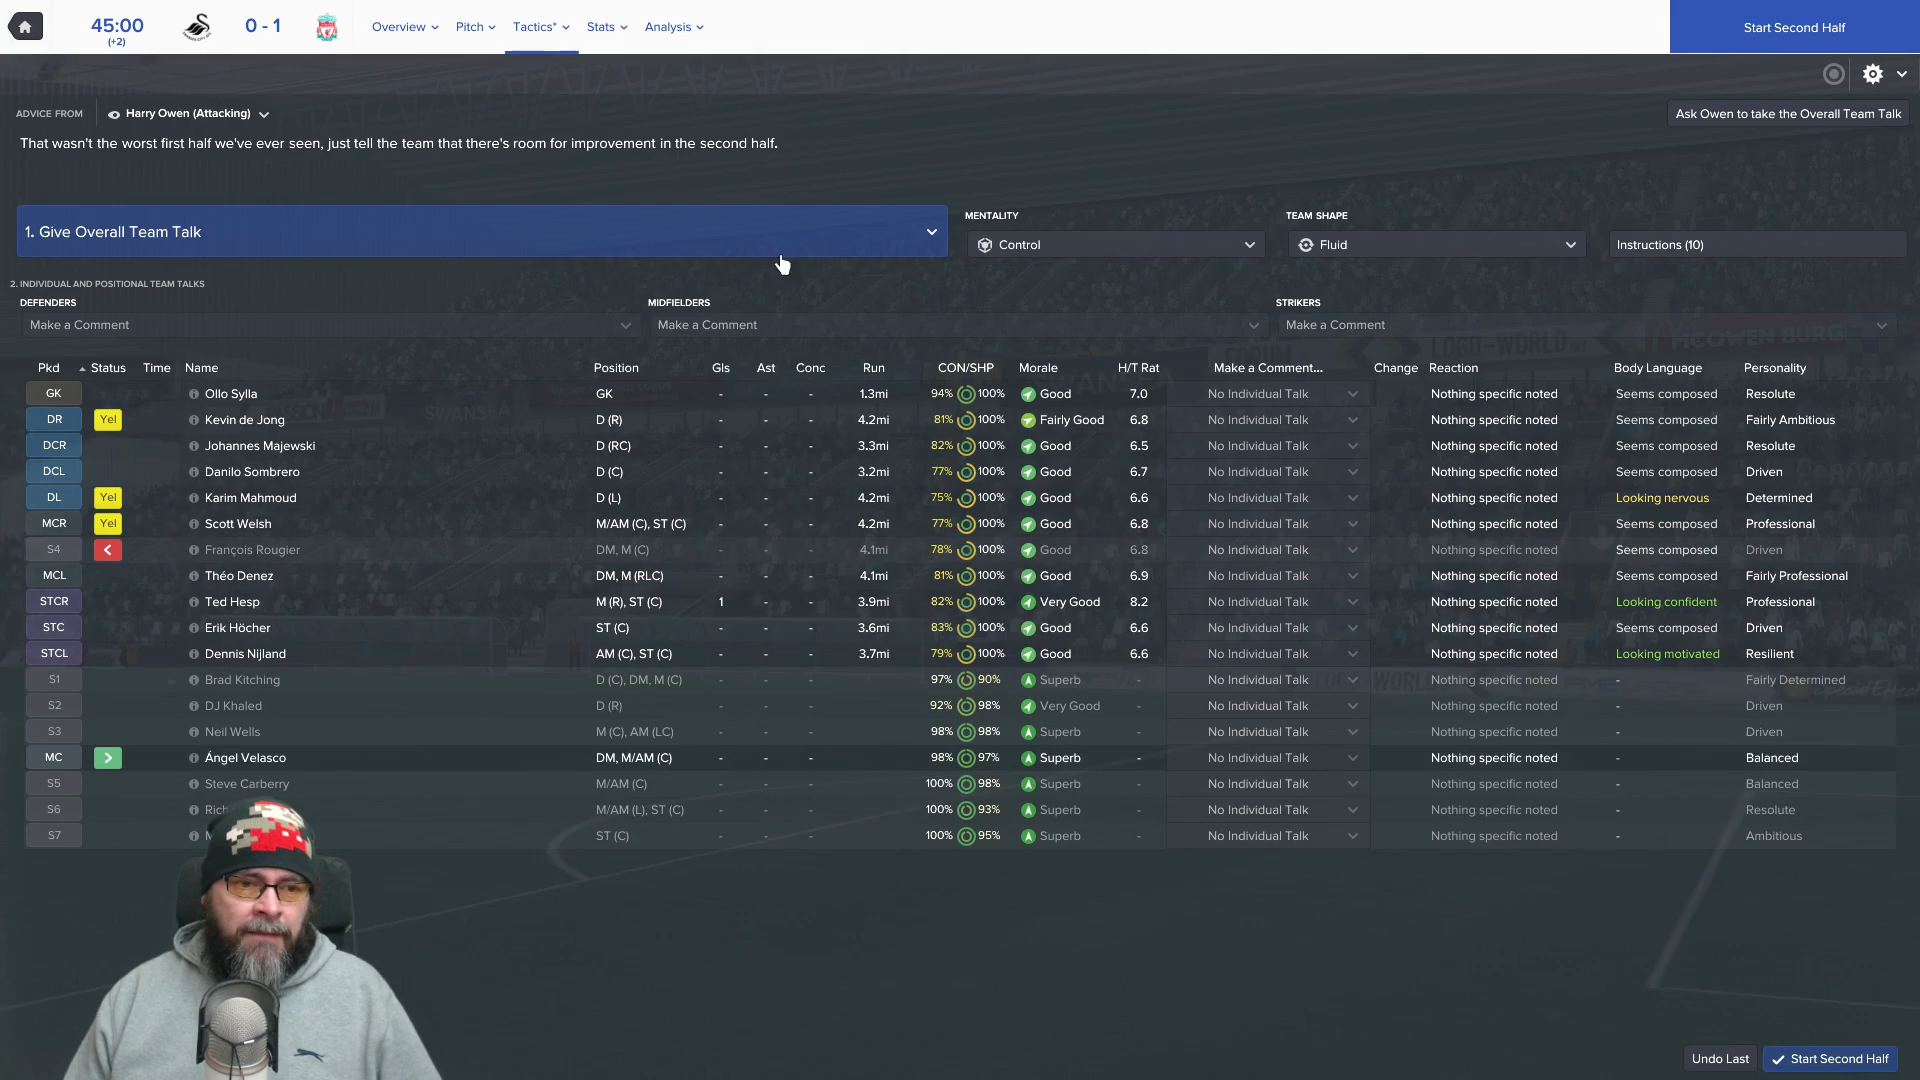 45:00
(+2)
0 - 1
Overview
Pitch
Tactics*
Stats
Analysis
Start Second Half
ADVICE FROM
Harry Owen (Attacking)
Ask Owen to take the Overall Team Talk
That wasn't the worst first half we've ever seen, just tell the team that there's room for improvement in the second half.
1. Give Overall Team Talk
MENTALITY
Control
TEAM SHAPE
Fluid
Instructions (10)
2. INDIVIDUAL AND POSITIONAL TEAM TALKS
DEFENDERS
MIDFIELDERS
STRIKERS
Make a Comment
Make a Comment
Make a Comment
Pkd Status Time Name Position Gls Ast Conc Run CON/SHP Morale H/T Rat Make a Comment... Change Reaction Body Language Personality
GK Ollo Sylla GK - - - 1.3mi 94% 100% Good 7.0 No Individual Talk Nothing specific noted Seems composed Resolute
DR Yel Kevin de Jong D (R) - - - 4.2mi 81% 100% Fairly Good 6.8 No Individual Talk Nothing specific noted Seems composed Fairly Ambitious
DCR Johannes Majewski D (RC) - - - 3.3mi 82% 100% Good 6.5 No Individual Talk Nothing specific noted Seems composed Resolute
DCL Danilo Sombrero D (C) - - - 3.2mi 77% 100% Good 6.7 No Individual Talk Nothing specific noted Seems composed Driven
DL Yel Karim Mahmoud D (L) - - - 4.2mi 75% 100% Good 6.6 No Individual Talk Nothing specific noted Looking nervous Determined
MCR Yel Scott Welsh M/AM (C), ST (C) - - - 4.2mi 77% 100% Good 6.8 No Individual Talk Nothing specific noted Seems composed Professional
S4 François Rougier DM, M (C) - - - 4.1mi 78% 100% Good 6.8 No Individual Talk Nothing specific noted Seems composed Driven
MCL Théo Denez DM, M (RLC) - - - 4.1mi 81% 100% Good 6.9 No Individual Talk Nothing specific noted Seems composed Fairly Professional
STCR Ted Hesp M (R), ST (C) 1 - - 3.9mi 82% 100% Very Good 8.2 No Individual Talk Nothing specific noted Looking confident Professional
STC Erik Höcher ST (C) - - - 3.6mi 83% 100% Good 6.6 No Individual Talk Nothing specific noted Seems composed Driven
STCL Dennis Nijland AM (C), ST (C) - - - 3.7mi 79% 100% Good 6.6 No Individual Talk Nothing specific noted Looking motivated Resilient
S1 Brad Kitching D (C), DM, M (C) - - - 97% 90% Superb - No Individual Talk Nothing specific noted - Fairly Determined
S2 DJ Khaled D (R) - - - 92% 98% Very Good - No Individual Talk Nothing specific noted - Driven
S3 Neil Wells M (C), AM (LC) - - - 98% 98% Superb - No Individual Talk Nothing specific noted - Driven
MC Ángel Velasco DM, M/AM (C) - - - 98% 97% Superb - No Individual Talk Nothing specific noted - Balanced
S5 Steve Carberry M/AM (C) - - - 100% 98% Superb - No Individual Talk Nothing specific noted - Balanced
S6 M/AM (L), ST (C) - - - 100% 93% Superb - No Individual Talk Nothing specific noted - Resolute
S7 ST (C) - - - 100% 95% Superb - No Individual Talk Nothing specific noted - Ambitious
Undo Last
Start Second Half